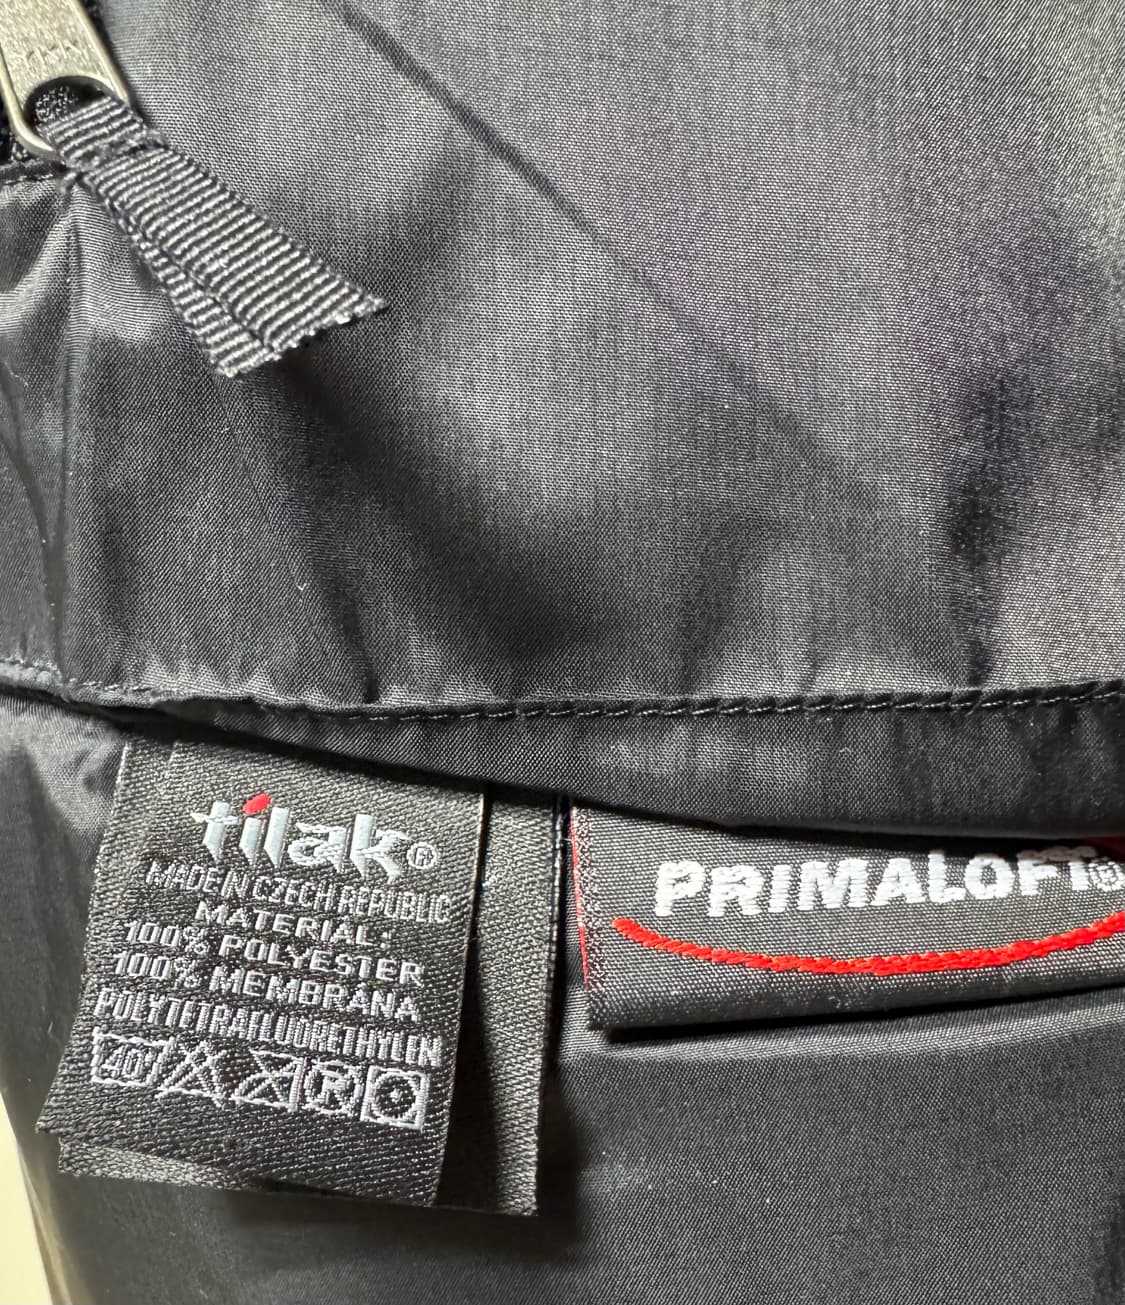 tilak®
MADE IN CZECH REPUBLIC
MATERIAL:
100% POLYESTER
100% MEMBRÁNA
POLYTETRAFLUORETHYLEN
40
PRIMALOFT®